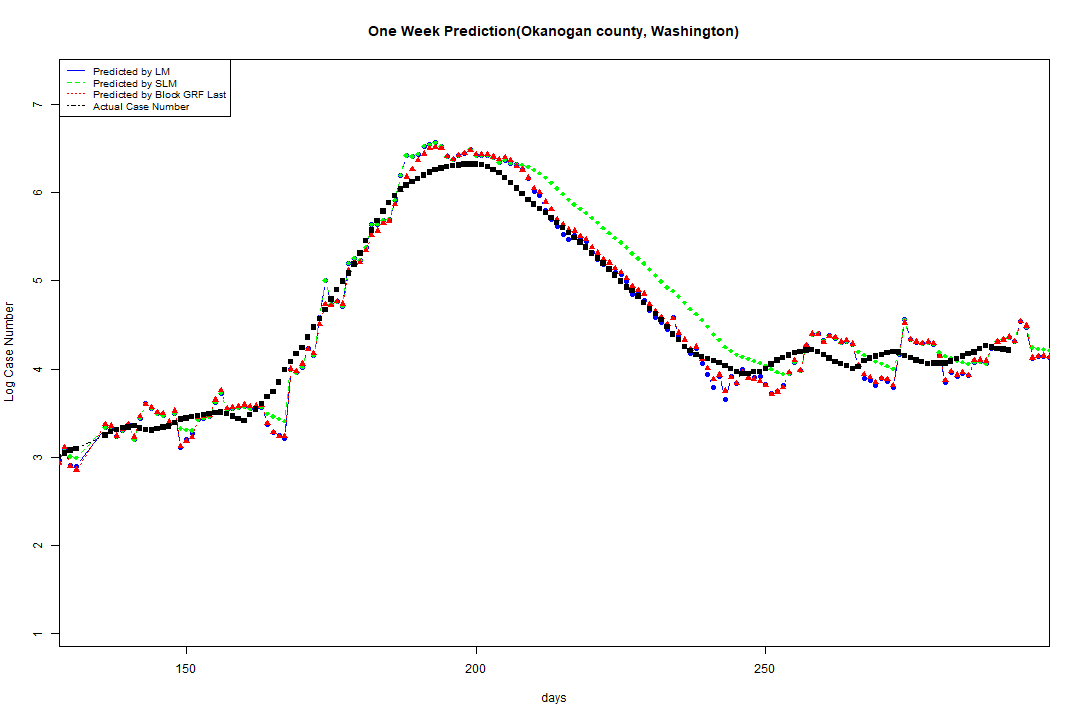 One Week Prediction(Okanogan county, Washington)
Predicted by LM
Predicted by SLM
Predicted by Block GRF Last
Actual Case Number
7
6
5
4
3
2
1
Log Case Number
150
200
250
days